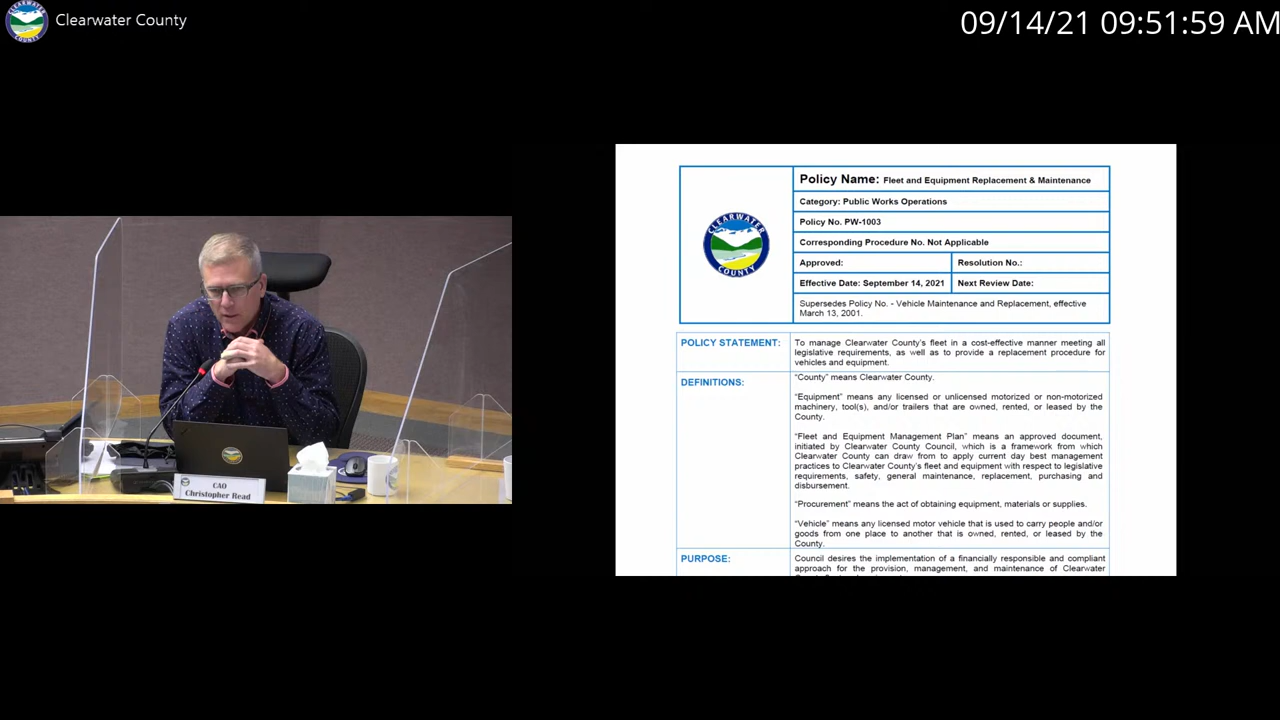 Clearwater County
09/14/21 09:51:59 AM
CAO
Christopher Read
CLEARWATER
COUNTY
Policy Name: Fleet and Equipment Replacement & Maintenance
Category: Public Works Operations
Policy No. PW-1003
Corresponding Procedure No. Not Applicable
Approved:
Resolution No.:
Effective Date: September 14, 2021
Next Review Date:
Supersedes Policy No. - Vehicle Maintenance and Replacement, effective
March 13, 2001.
POLICY STATEMENT:
To manage Clearwater County's fleet in a cost-effective manner meeting all
legislative requirements, as well as to provide a replacement procedure for
vehicles and equipment.
DEFINITIONS:
"County" means Clearwater County.
"Equipment" means any licensed or unlicensed motorized or non-motorized
machinery, tool(s), and/or trailers that are owned, rented, or leased by the
County.
"Fleet and Equipment Management Plan" means an approved document,
initiated by Clearwater County Council, which is a framework from which
Clearwater County can draw from to apply current day best management
practices to Clearwater County's fleet and equipment with respect to legislative
requirements, safety, general maintenance, replacement, purchasing and
disbursement.
"Procurement" means the act of obtaining equipment, materials or supplies.
"Vehicle" means any licensed motor vehicle that is used to carry people and/or
goods from one place to another that is owned, rented, or leased by the
County.
PURPOSE:
Council desires the implementation of a financially responsible and compliant
approach for the provision, management, and maintenance of Clearwater